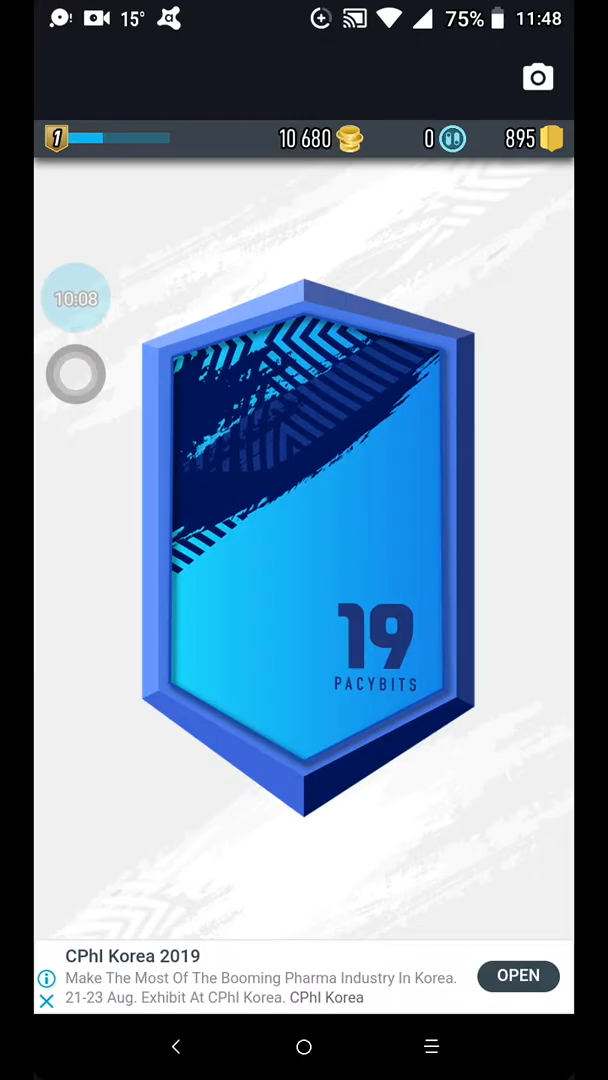 15° 75% 11:48
1 10 680 0 895
10:08
19
PACYBITS
CPhI Korea 2019
Make The Most Of The Booming Pharma Industry In Korea.
21-23 Aug. Exhibit At CPhI Korea. CPhI Korea
OPEN